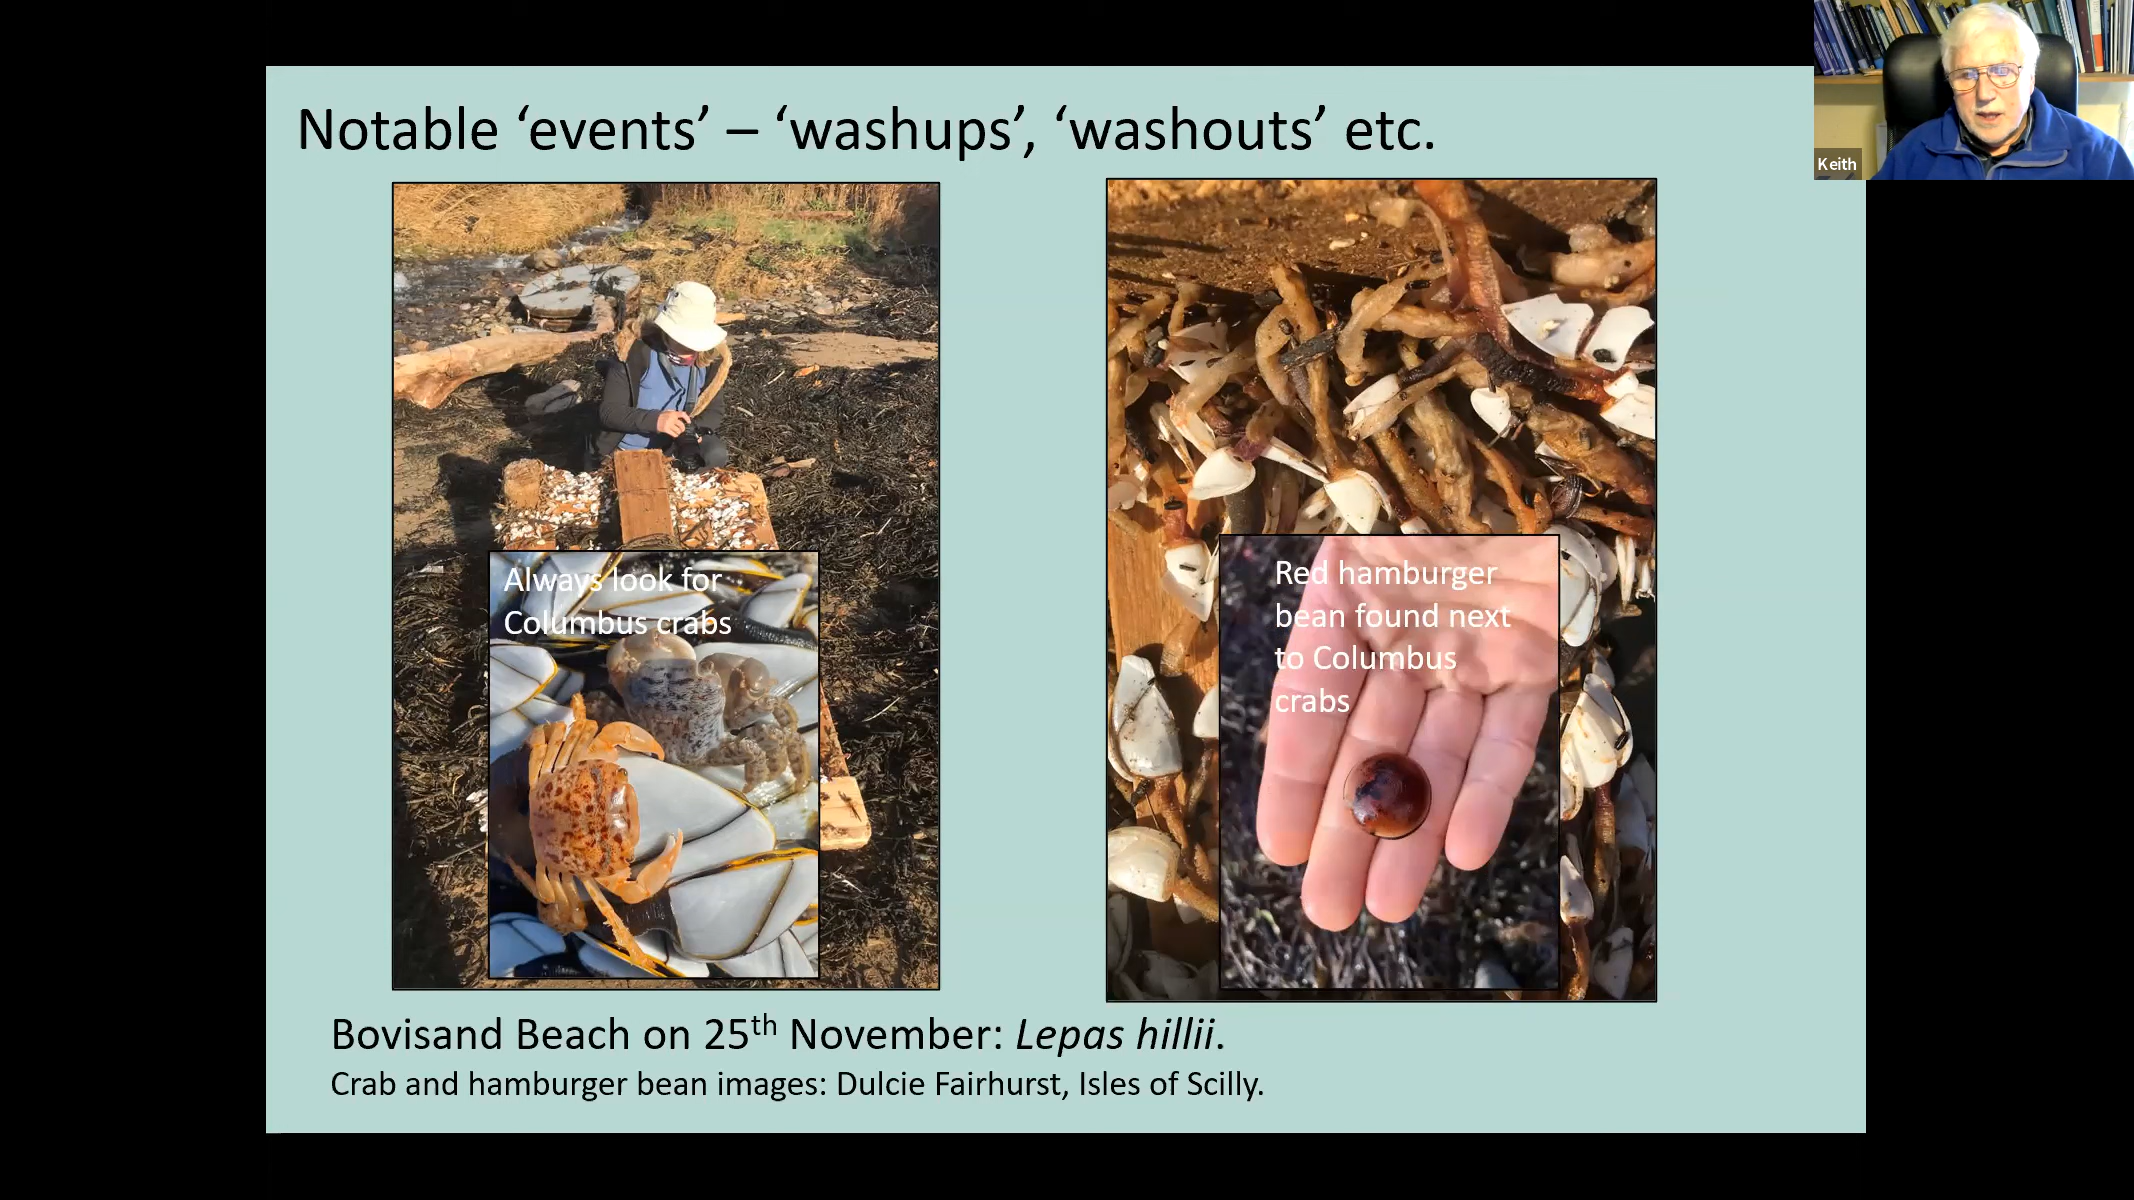 Notable ‘events’ – ‘washups’, ‘washouts’ etc.
Keith
Always look for
Columbus crabs
Red hamburger
bean found next
to Columbus
crabs
Bovisand Beach on 25th November: Lepas hillii.
Crab and hamburger bean images: Dulcie Fairhurst, Isles of Scilly.